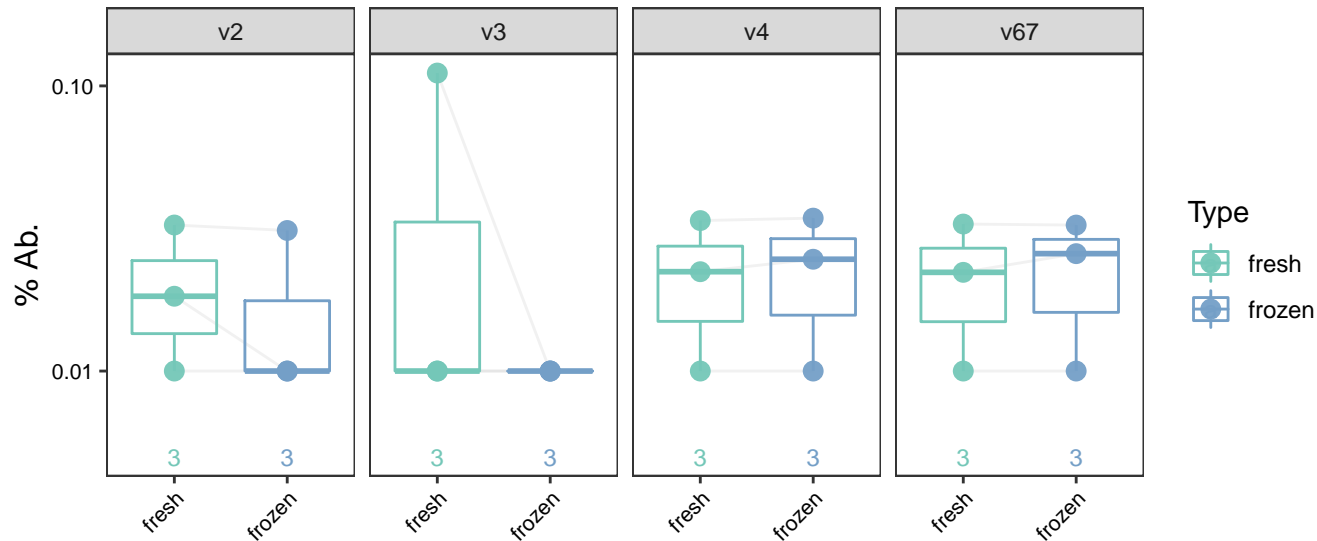 v2 v3 v4 v67
% Ab.
0.10
0.01
3 3 3 3 3 3 3 3
fresh frozen fresh frozen fresh frozen fresh frozen
Type
fresh
frozen